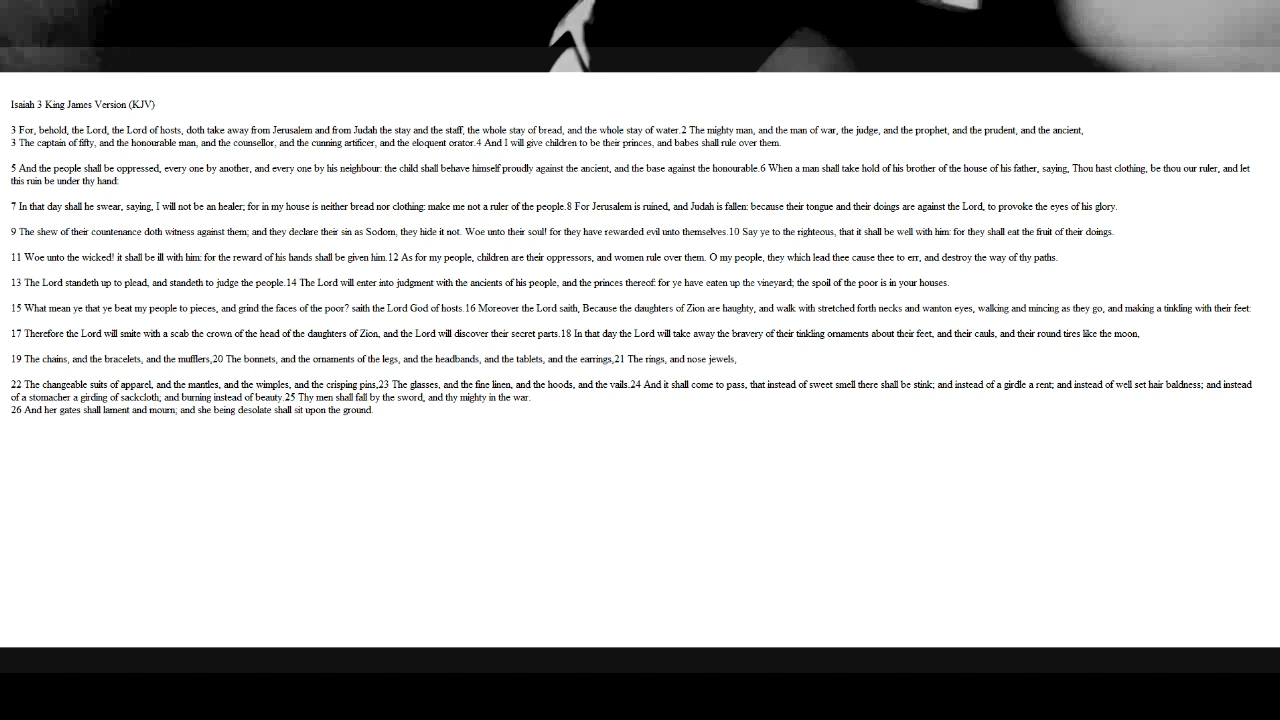 Isaiah 3 King James Version (KJV)
3 For, behold, the Lord, the Lord of hosts, doth take away from Jerusalem and from Judah the stay and the staff, the whole stay of bread, and the whole stay of water.2 The mighty man, and the man of war, the judge, and the prophet, and the prudent, and the ancient,
3 The captain of fifty, and the honourable man, and the counsellor, and the cunning artificer, and the eloquent orator.4 And I will give children to be their princes, and babes shall rule over them.
5 And the people shall be oppressed, every one by another, and every one by his neighbour: the child shall behave himself proudly against the ancient, and the base against the honourable.6 When a man shall take hold of his brother of the house of his father, saying, Thou hast clothing, be thou our ruler, and let
this ruin be under thy hand:
7 In that day shall he swear, saying, I will not be an healer; for in my house is neither bread nor clothing: make me not a ruler of the people.8 For Jerusalem is ruined, and Judah is fallen: because their tongue and their doings are against the Lord, to provoke the eyes of his glory.
9 The shew of their countenance doth witness against them; and they declare their sin as Sodom, they hide it not. Woe unto their soul! for they have rewarded evil unto themselves.10 Say ye to the righteous, that it shall be well with him: for they shall eat the fruit of their doings.
11 Woe unto the wicked! it shall be ill with him: for the reward of his hands shall be given him.12 As for my people, children are their oppressors, and women rule over them. O my people, they which lead thee cause thee to err, and destroy the way of thy paths.
13 The Lord standeth up to plead, and standeth to judge the people.14 The Lord will enter into judgment with the ancients of his people, and the princes thereof: for ye have eaten up the vineyard; the spoil of the poor is in your houses.
15 What mean ye that ye beat my people to pieces, and grind the faces of the poor? saith the Lord God of hosts.16 Moreover the Lord saith, Because the daughters of Zion are haughty, and walk with stretched forth necks and wanton eyes, walking and mincing as they go, and making a tinkling with their feet:
17 Therefore the Lord will smite with a scab the crown of the head of the daughters of Zion, and the Lord will discover their secret parts.18 In that day the Lord will take away the bravery of their tinkling ornaments about their feet, and their cauls, and their round tires like the moon,
19 The chains, and the bracelets, and the mufflers,20 The bonnets, and the ornaments of the legs, and the headbands, and the tablets, and the earrings,21 The rings, and nose jewels,
22 The changeable suits of apparel, and the mantles, and the wimples, and the crisping pins,23 The glasses, and the fine linen, and the hoods, and the vails.24 And it shall come to pass, that instead of sweet smell there shall be stink; and instead of a girdle a rent; and instead of well set hair baldness; and instead
of a stomacher a girding of sackcloth; and burning instead of beauty.25 Thy men shall fall by the sword, and thy mighty in the war.
26 And her gates shall lament and mourn; and she being desolate shall sit upon the ground.